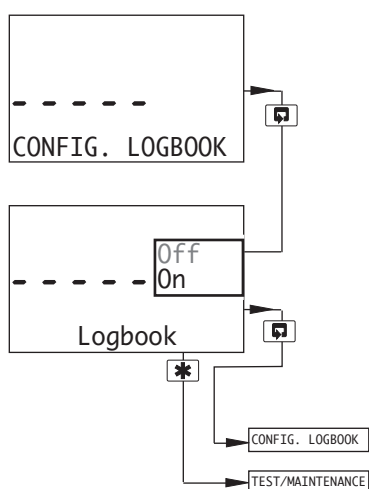 - - - - -
CONFIG. LOGBOOK
Off
- - - - - On
Logbook
CONFIG. LOGBOOK
TEST/MAINTENANCE